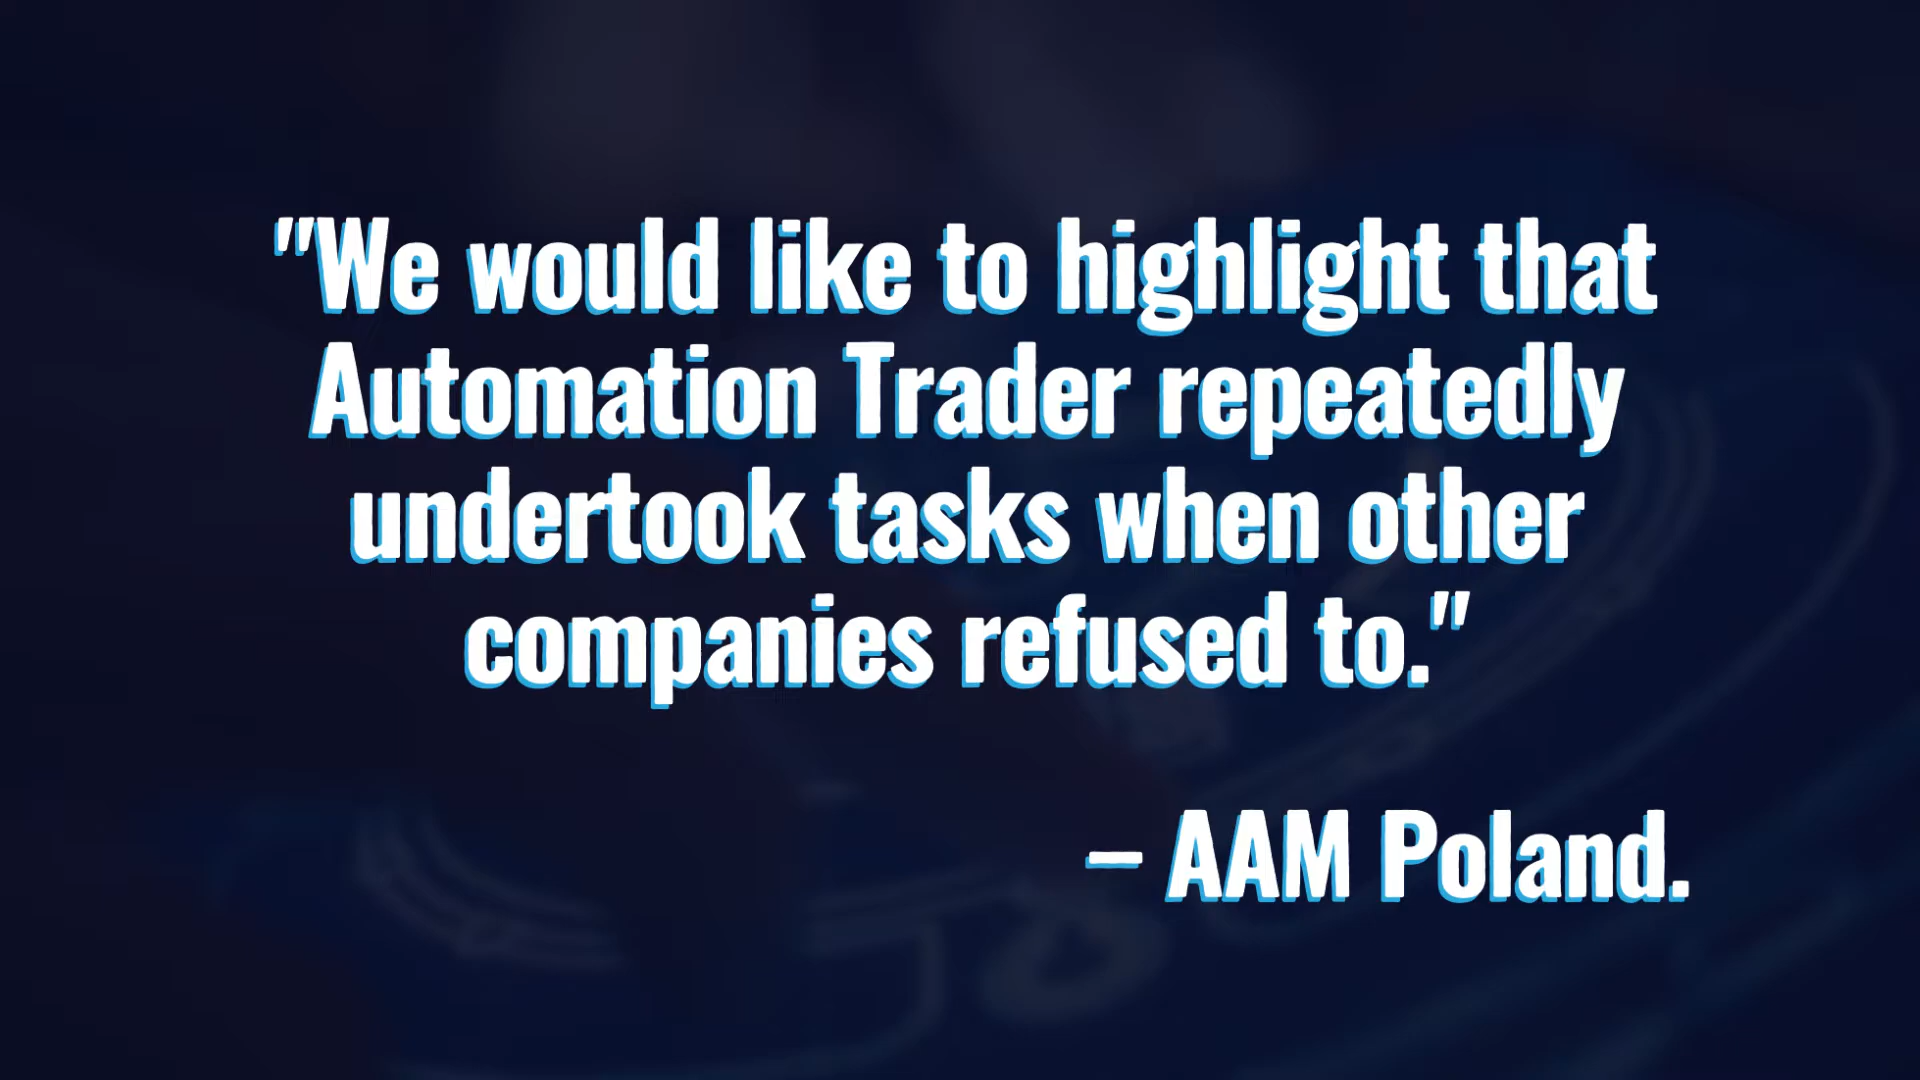 "We would like to highlight that
Automation Trader repeatedly
undertook tasks when other
companies refused to."
– AAM Poland.